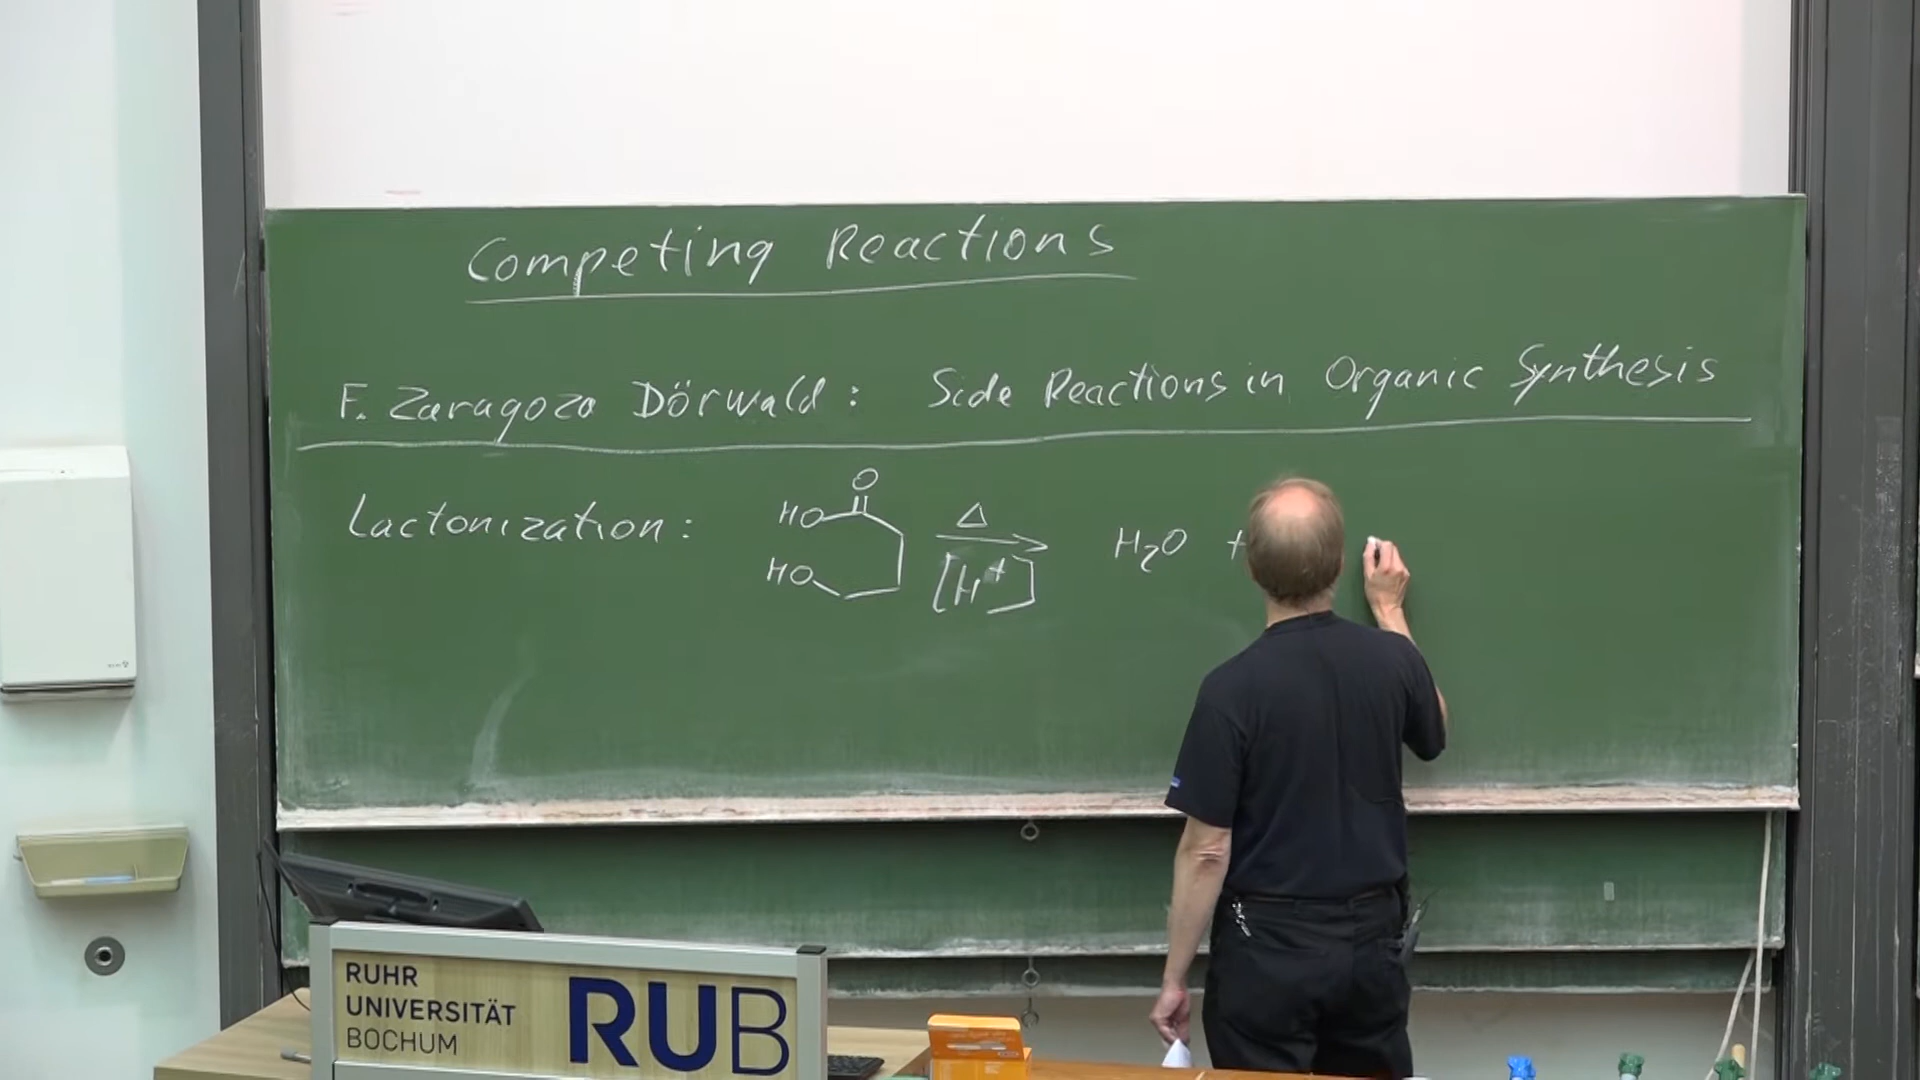 Competing Reactions
F. Zaragoza Dörwald: Side Reactions in Organic Synthesis
Lactonization:
O
HO
HO
Δ
[H+]
H2O +
RUHR
UNIVERSITÄT
BOCHUM
RUB